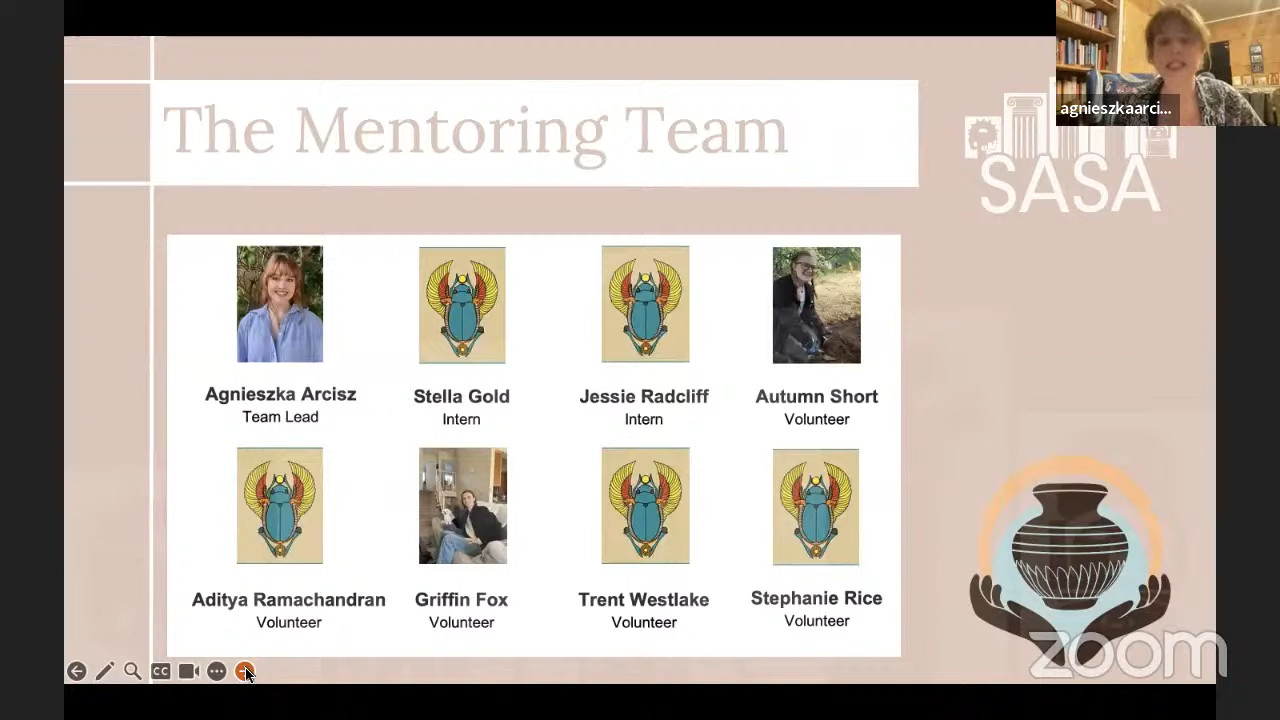 The Mentoring Team
agnieszkaarci...
SASA
Agnieszka Arcisz
Team Lead
Stella Gold
Intern
Jessie Radcliff
Intern
Autumn Short
Volunteer
Aditya Ramachandran
Volunteer
Griffin Fox
Volunteer
Trent Westlake
Volunteer
Stephanie Rice
Volunteer
CC
zoom